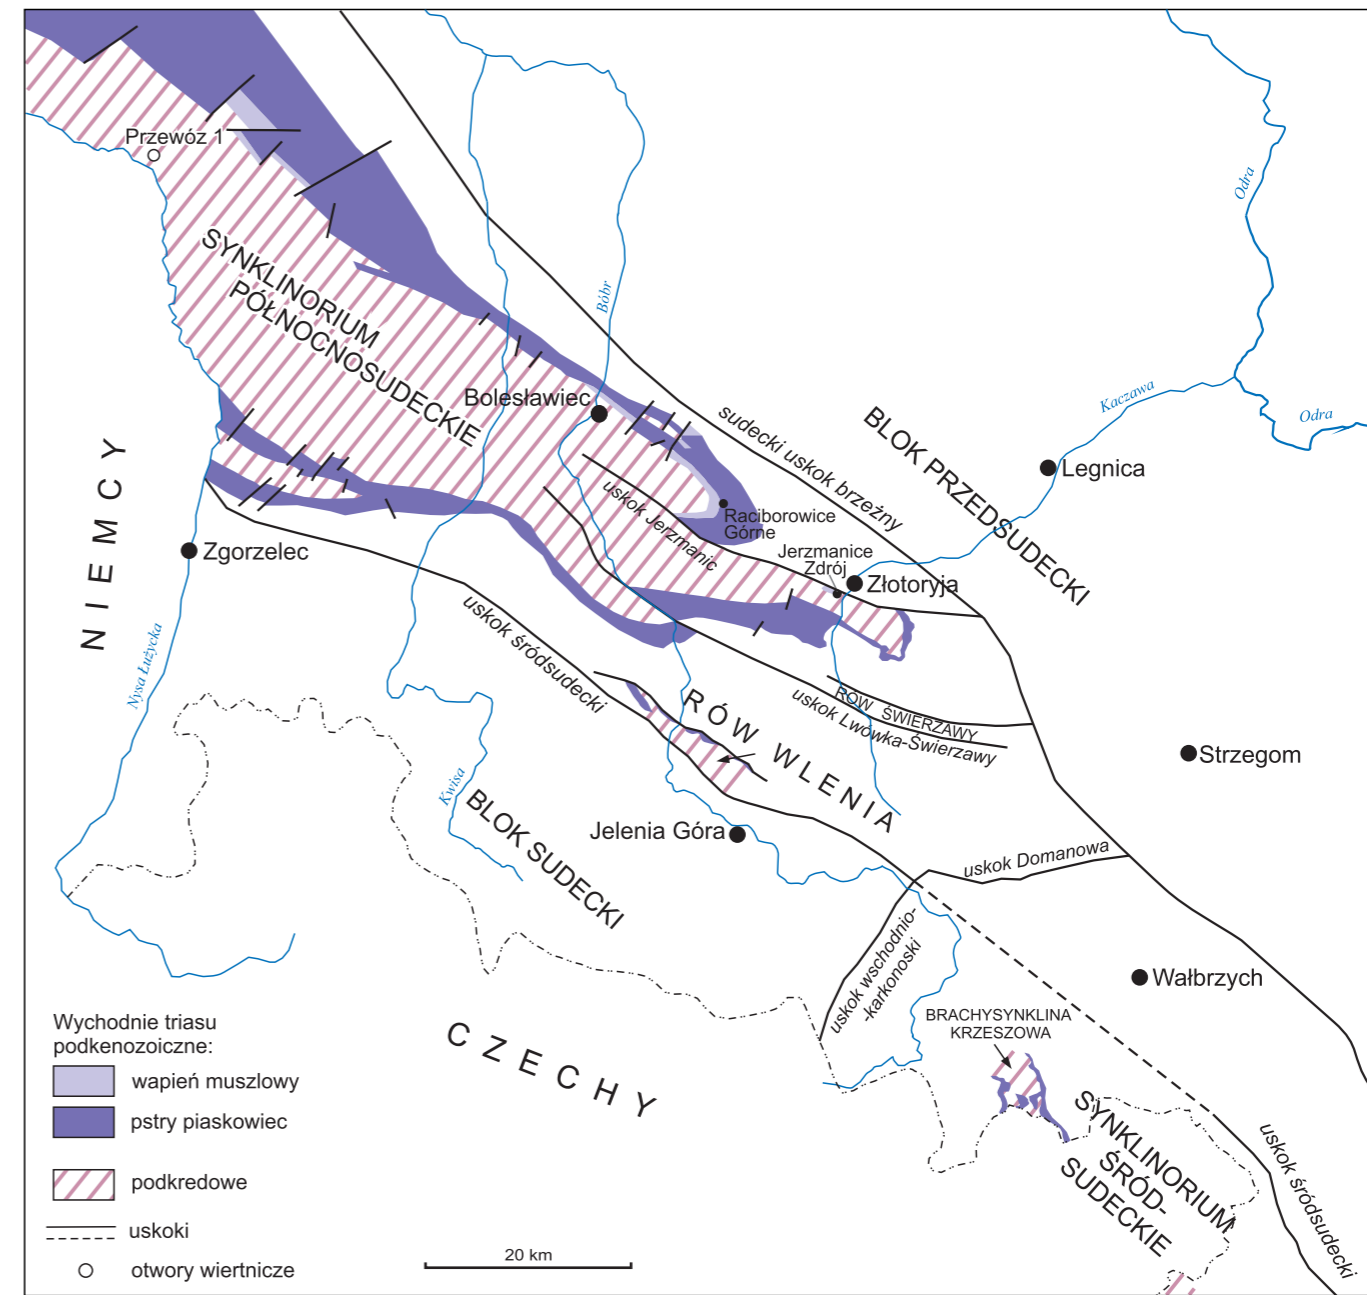 Przewóz 1
SYNKLINORIUM
PÓŁNOCNOSUDECKIE
Bóbr
Odra
Odra
Kaczawa
Bolesławiec
sudecki uskok brzeżny
BLOK PRZEDSUDECKI
Legnica
uskok Jerzmanic
Raciborowice
Górne
Jerzmanice
Zdrój
Złotoryja
NIEMCY
Zgorzelec
Nysa Łużycka
uskok śródsudecki
RÓW ŚWIERZAWY
uskok Lwówka-Świerzawy
RÓW WLENIA
Strzegom
Kwisa
BLOK SUDECKI
Jelenia Góra
uskok Domanowa
uskok wschodnio-
-karkonoski
Wałbrzych
BRACHYSYNKLINA
KRZESZOWA
CZECHY
SYNKLINORIUM
ŚRÓD-
SUDECKIE
uskok śródsudecki
Wychodnie triasu
podkenozoiczne:
wapień muszlowy
pstry piaskowiec
podkredowe
uskoki
otwory wiertnicze
20 km